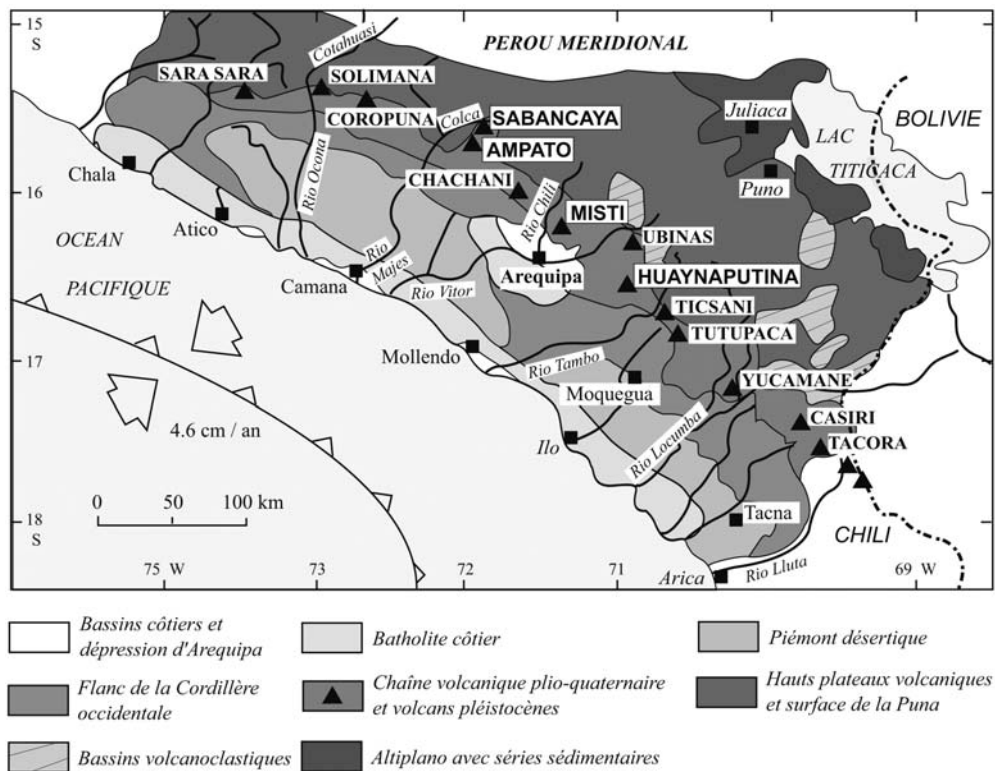 15
S
PEROU MERIDIONAL
Cotahuasi
SARA SARA
SOLIMANA
COROPUNA
Colca
SABANCAYA
AMPATO
Juliaca
BOLIVIE
LAC
TITICACA
Chala
16
Rio Ocona
CHACHANI
Rio Chili
MISTI
Puno
Atico
UBINAS
OCEAN
PACIFIQUE
Camana
Rio
Majes
Rio Vitor
Arequipa
HUAYNAPUTINA
TICSANI
TUTUPACA
17
Mollendo
Rio Tambo
Moquegua
YUCAMANE
4.6 cm / an
Ilo
Rio Locumba
CASIRI
TACORA
0 50 100 km
18
S
Tacna
CHILI
75 W
73
72
71
69 W
Arica
Rio Lluta
Bassins côtiers et
dépression d'Arequipa
Batholite côtier
Piémont désertique
Flanc de la Cordillère
occidentale
Chaîne volcanique plio-quaternaire
et volcans pléistocènes
Hauts plateaux volcaniques
et surface de la Puna
Bassins volcanoclastiques
Altiplano avec séries sédimentaires